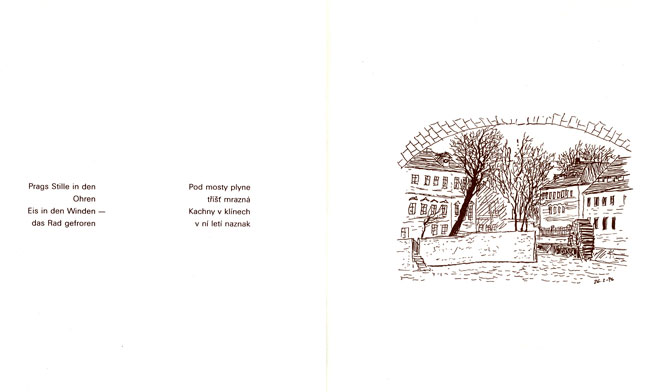 Prags Stille in den
Ohren
Eis in den Winden —
das Rad gefroren
Pod mosty plyne
tříšť mrazná
Kachny v klínech
v ní letí naznak